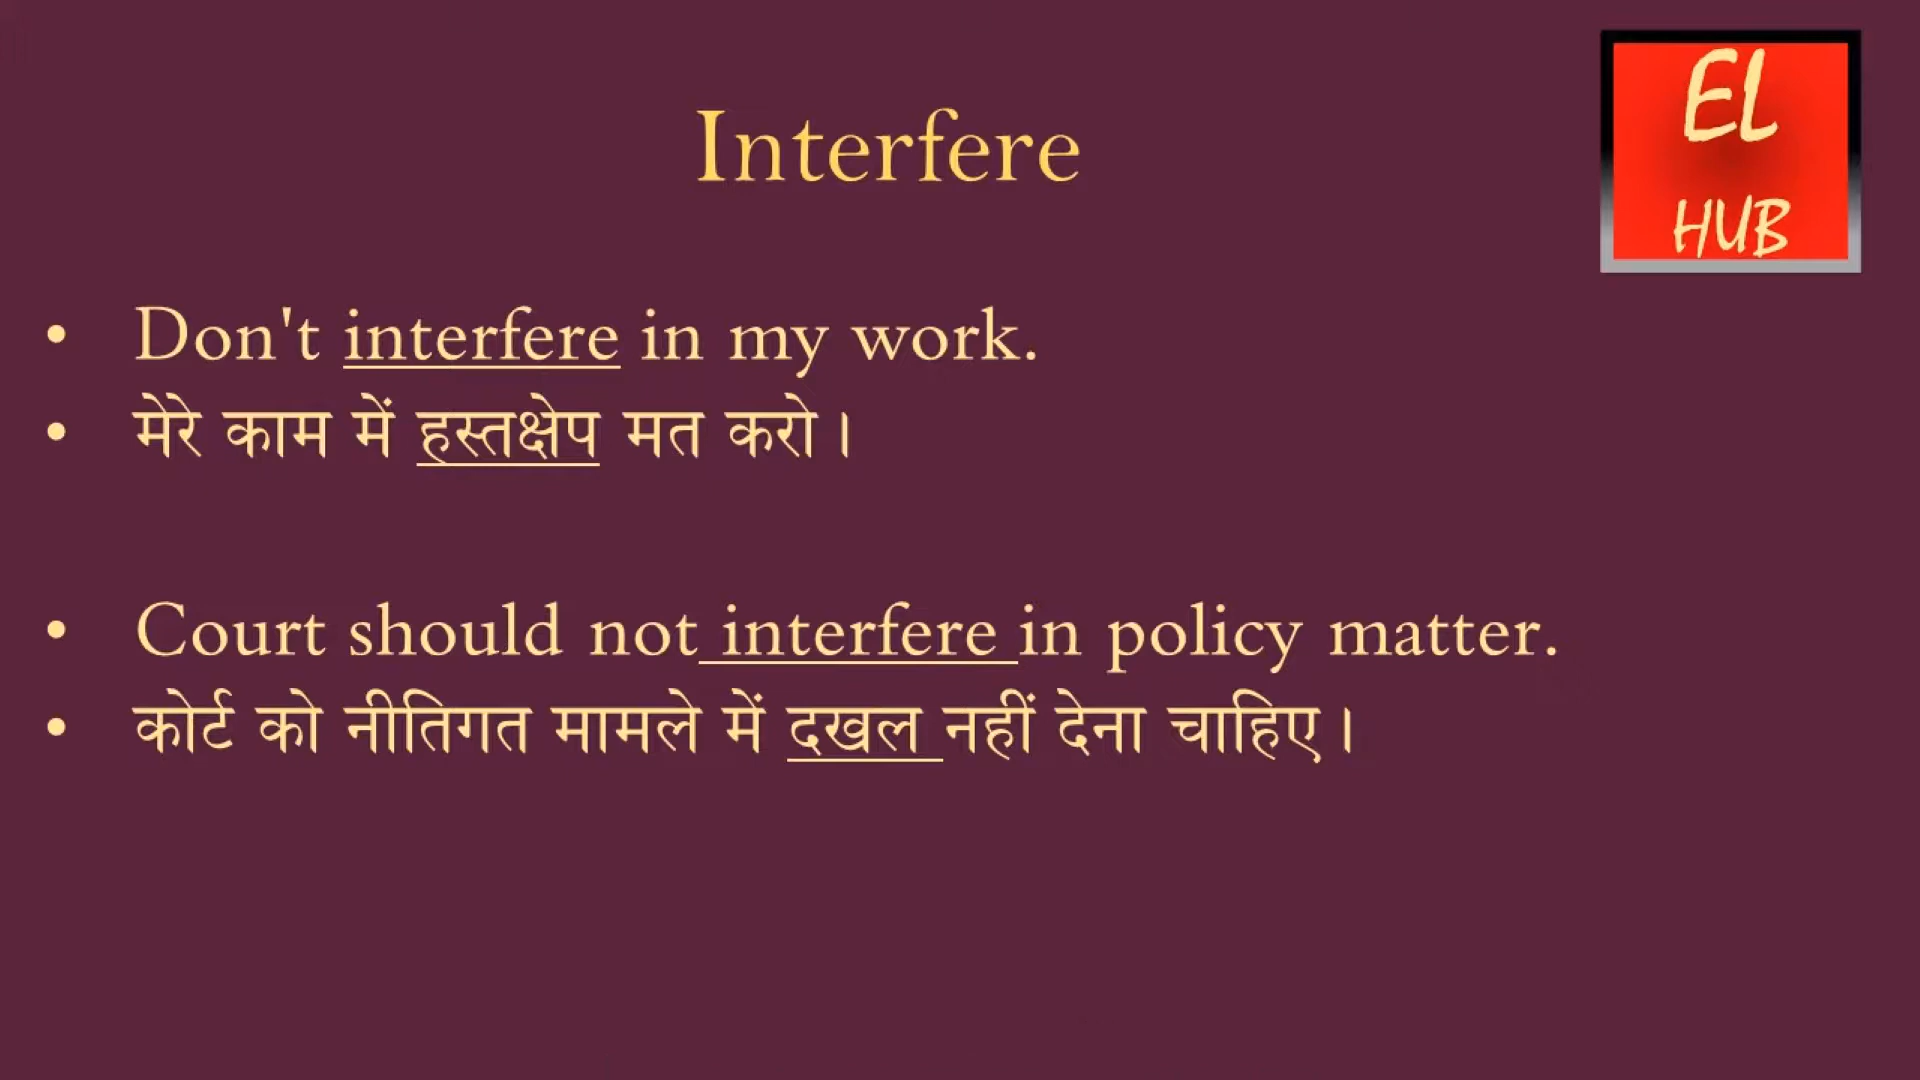 EL
HUB
Interfere
• Don't interfere in my work.
• मेरे काम में हस्तक्षेप मत करो।
• Court should not interfere in policy matter.
• कोर्ट को नीतिगत मामले में दखल नहीं देना चाहिए।